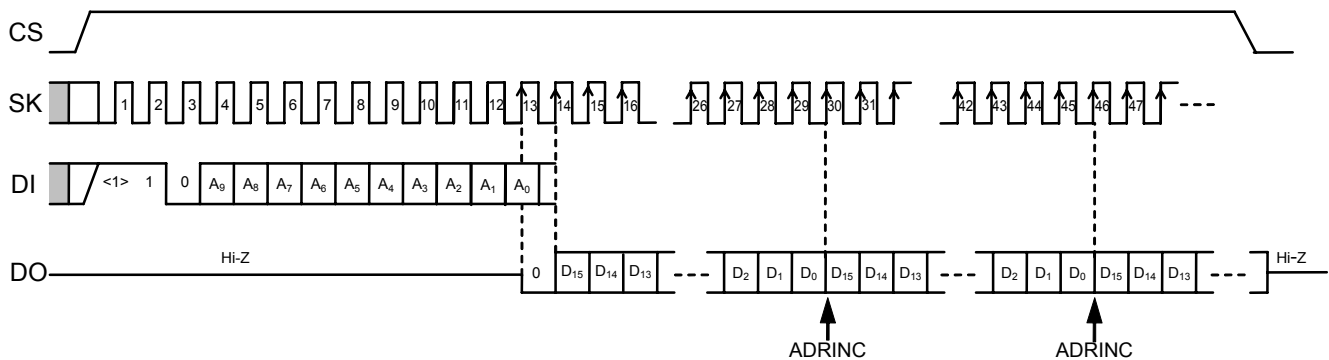 CS
SK 1 2 3 4 5 6 7 8 9 10 11 12 13 14 15 16 26 27 28 29 30 31 42 43 44 45 46 47
DI <1> 1 0 A9 A8 A7 A6 A5 A4 A3 A2 A1 A0
Hi-Z Hi-Z
DO 0 D15 D14 D13 D2 D1 D0 D15 D14 D13 D2 D1 D0 D15 D14 D13
ADRINC ADRINC